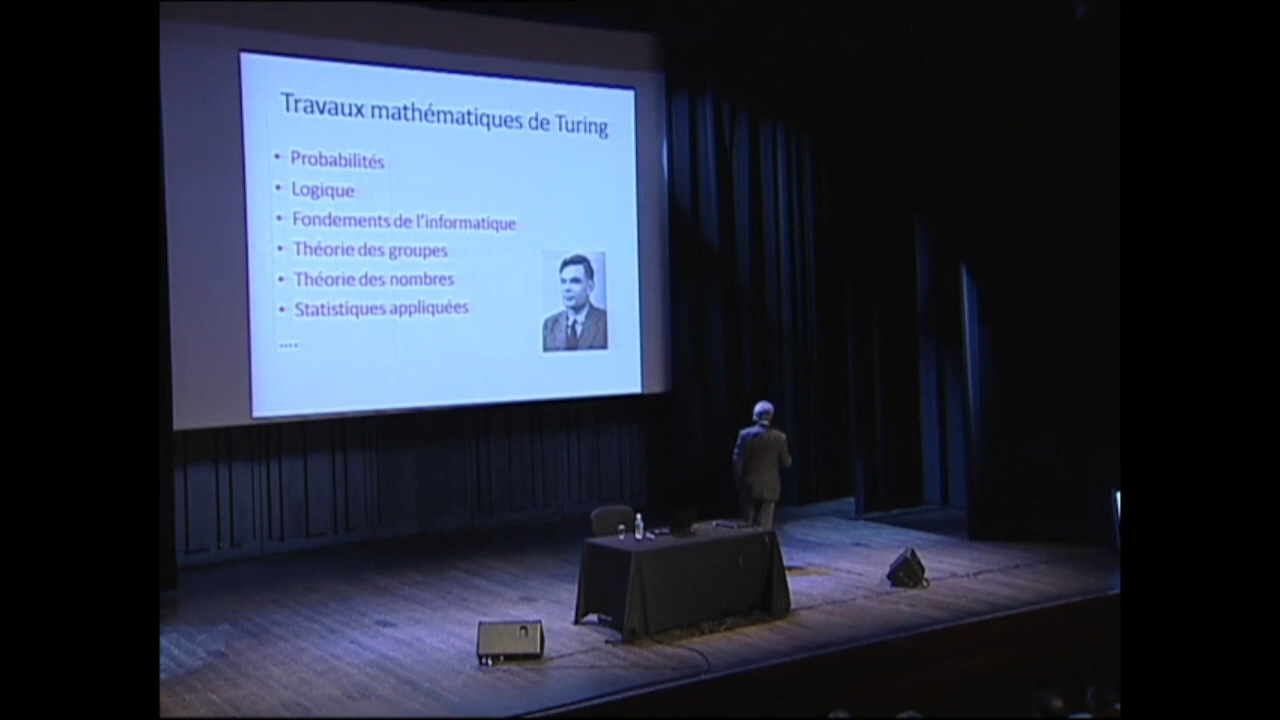 Travaux mathématiques de Turing
• Probabilités
• Logique
• Fondements de l'informatique
• Théorie des groupes
• Théorie des nombres
• Statistiques appliquées
....